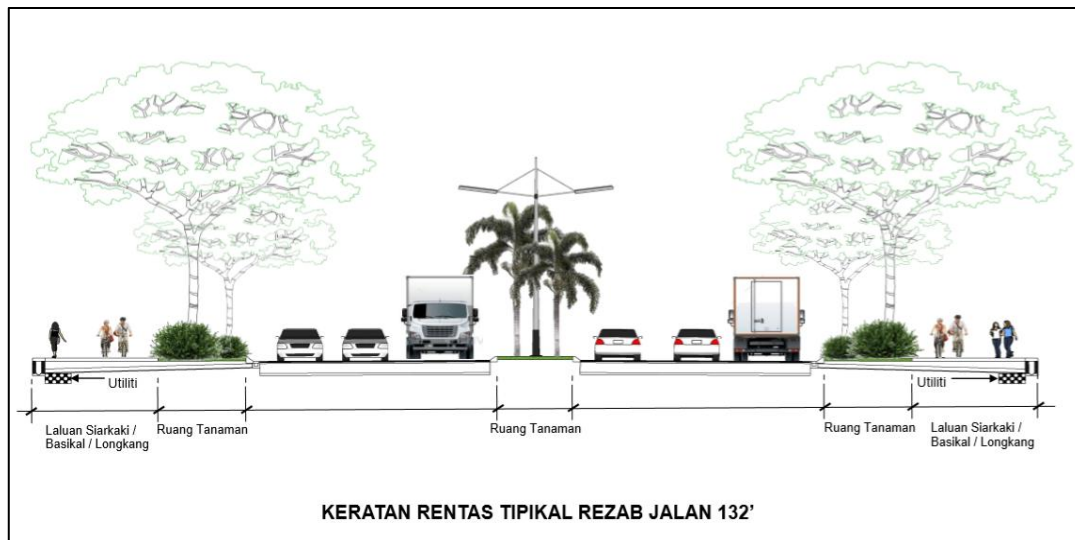 Utiliti
Utiliti
Laluan Siarkaki /
Basikal / Longkang
Ruang Tanaman
Ruang Tanaman
Ruang Tanaman
Laluan Siarkaki /
Basikal / Longkang
KERATAN RENTAS TIPIKAL REZAB JALAN 132’